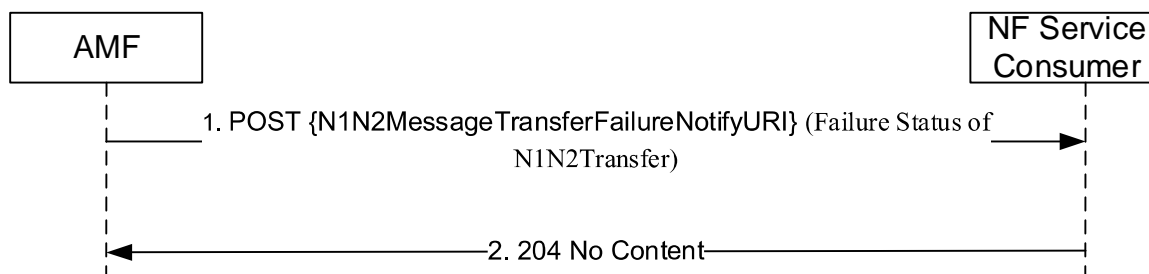 AMF
NF Service
Consumer
1. POST {N1N2MessageTransferFailureNotifyURI} (Failure Status of
N1N2Transfer)
2. 204 No Content